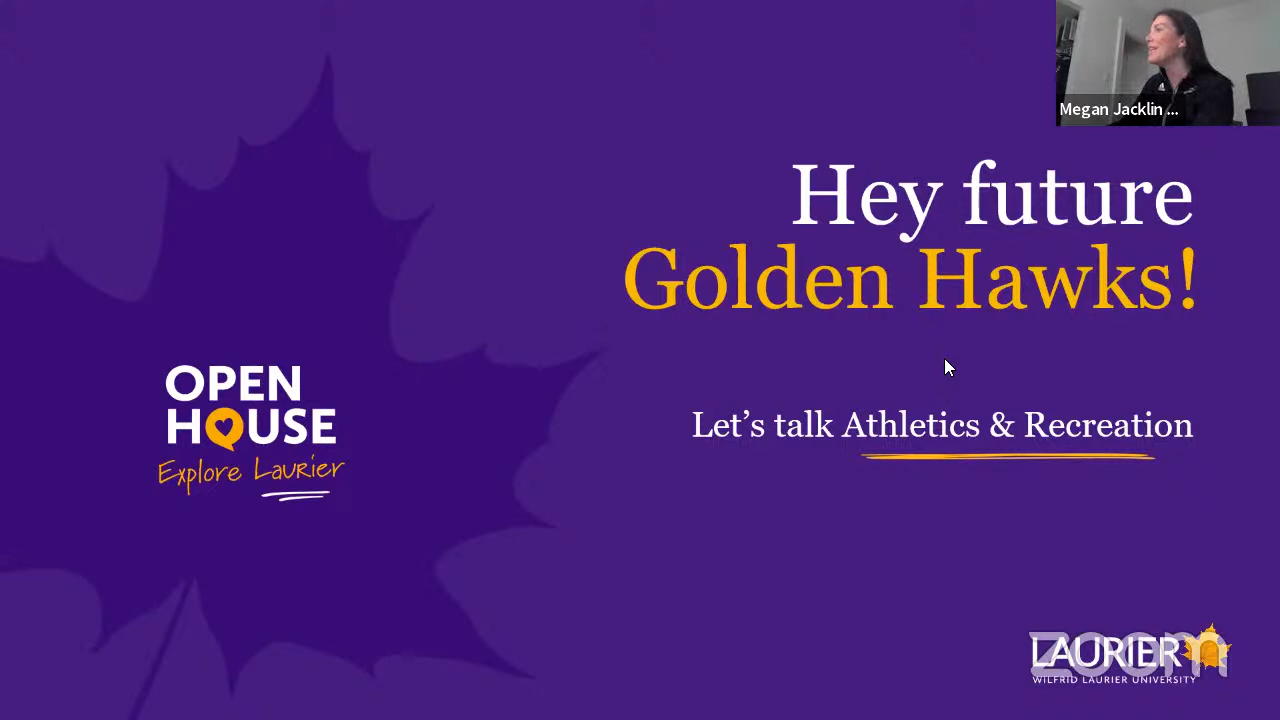 Megan Jacklin ...
Hey future
Golden Hawks!
Let's talk Athletics & Recreation
OPEN
HOUSE
Explore Laurier
LAURIER
WILFRID LAURIER UNIVERSITY
zoom